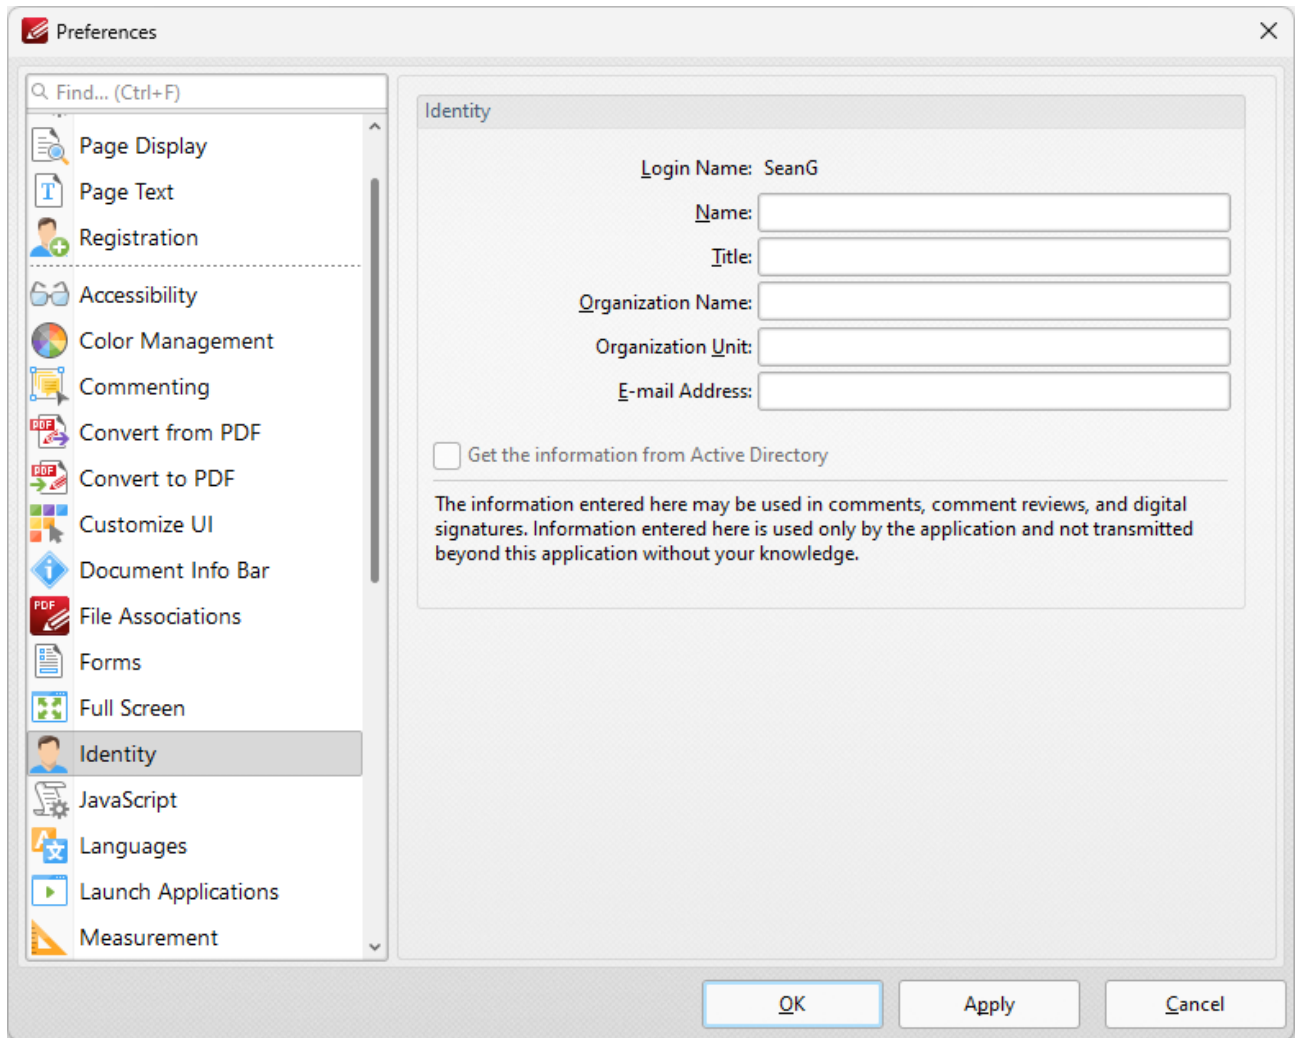 Preferences
Find... (Ctrl+F)
Page Display
Page Text
Registration
Accessibility
Color Management
Commenting
Convert from PDF
Convert to PDF
Customize UI
Document Info Bar
File Associations
Forms
Full Screen
Identity
JavaScript
Languages
Launch Applications
Measurement
Identity
Login Name: SeanG
Name:
Title:
Organization Name:
Organization Unit:
E-mail Address:
Get the information from Active Directory
The information entered here may be used in comments, comment reviews, and digital
signatures. Information entered here is used only by the application and not transmitted
beyond this application without your knowledge.
OK Apply Cancel